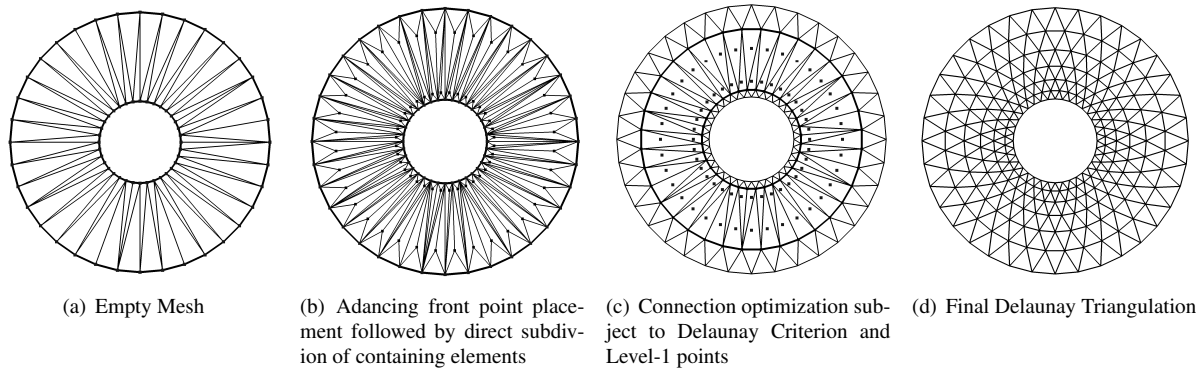 (a) Empty Mesh
(b) Adancing front point place-
ment followed by direct subdiv-
ion of containing elements
(c) Connection optimization sub-
ject to Delaunay Criterion and
Level-1 points
(d) Final Delaunay Triangulation